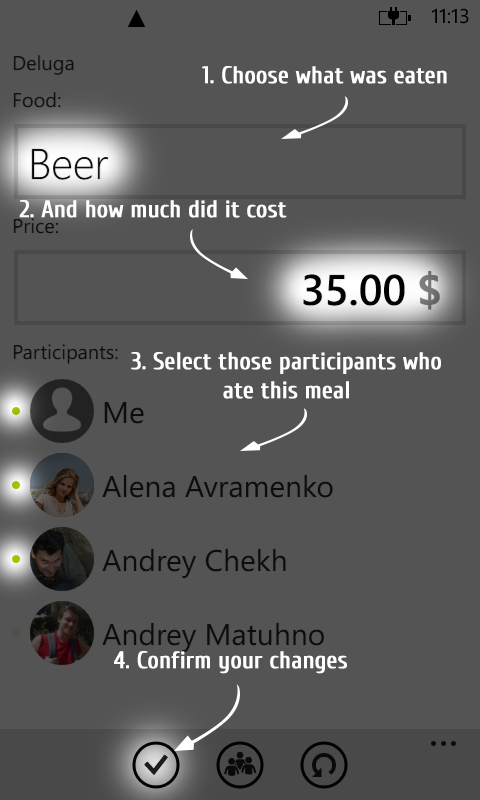 11:13
Deluga
1. Choose what was eaten
Food:
Beer
2. And how much did it cost
Price:
35.00 $
Participants:
3. Select those participants who
ate this meal
Me
Alena Avramenko
Andrey Chekh
Andrey Matuhno
4. Confirm your changes